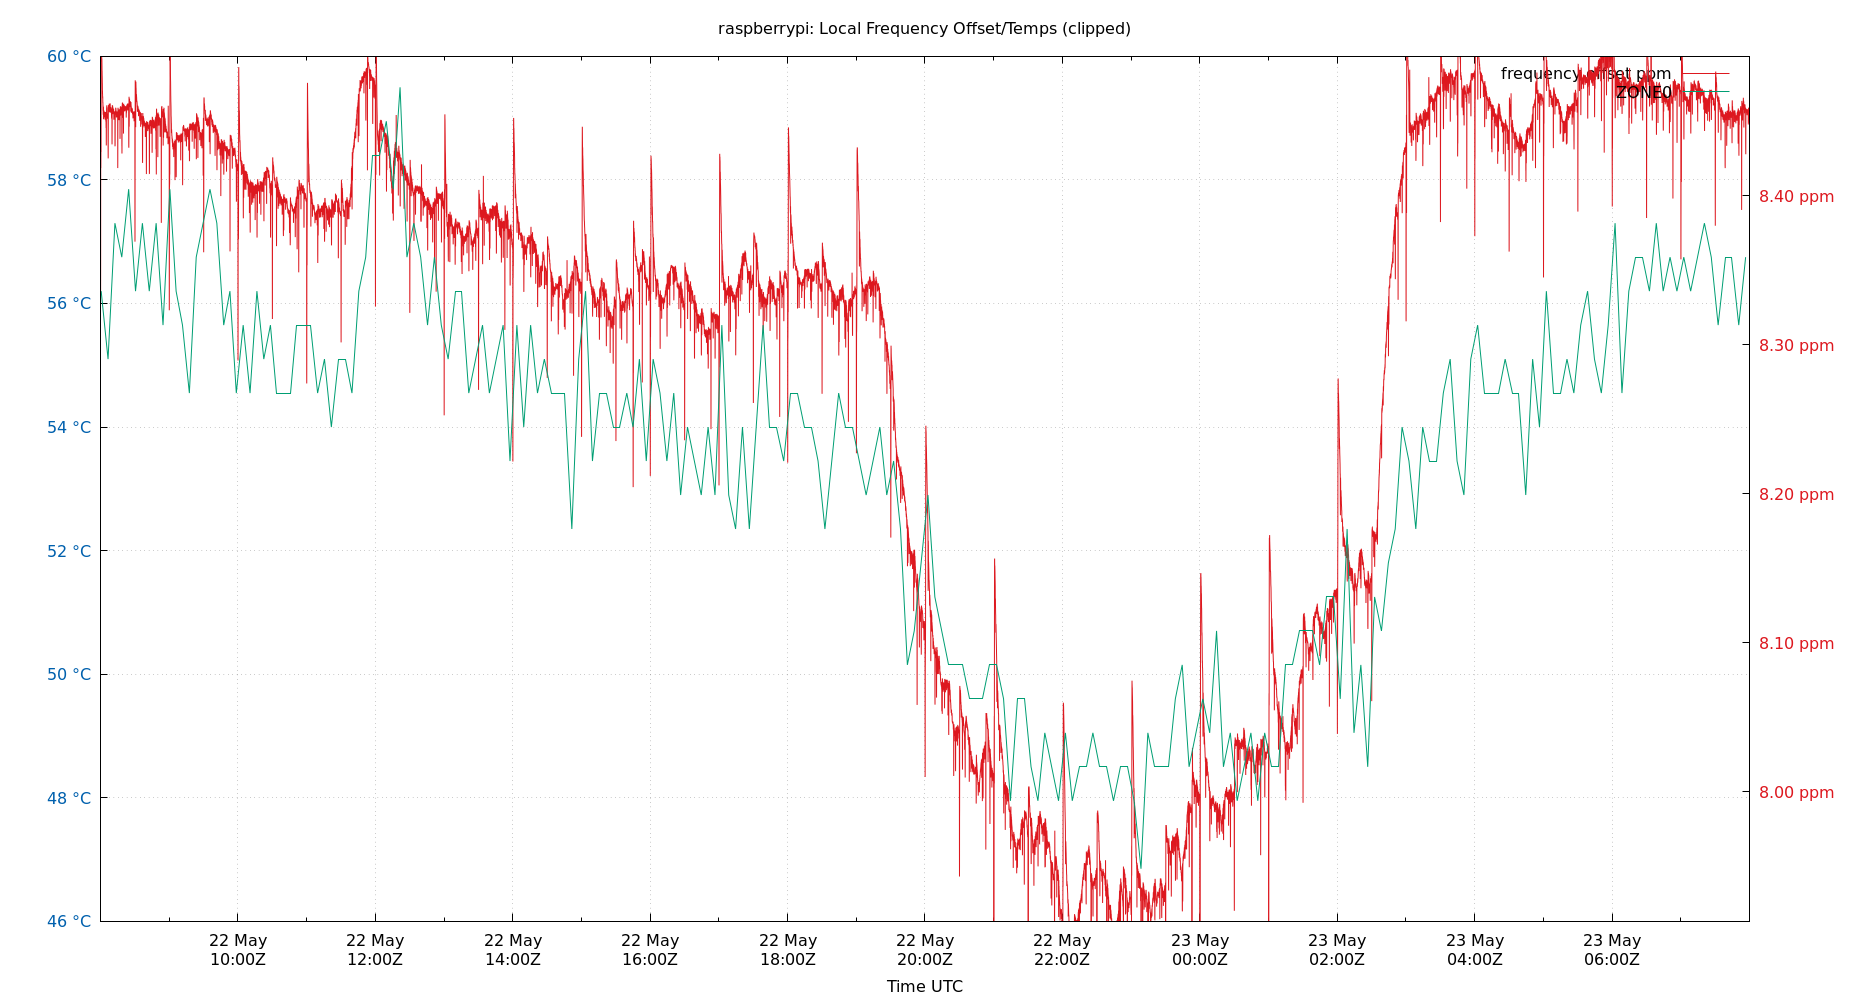 raspberrypi: Local Frequency Offset/Temps (clipped)
60 °C
58 °C
56 °C
54 °C
52 °C
50 °C
48 °C
46 °C
frequency offset ppm
ZONE0
8.40 ppm
8.30 ppm
8.20 ppm
8.10 ppm
8.00 ppm
22 May 22 May 22 May 22 May 22 May 22 May 22 May 23 May 23 May 23 May 23 May
10:00Z 12:00Z 14:00Z 16:00Z 18:00Z 20:00Z 22:00Z 00:00Z 02:00Z 04:00Z 06:00Z
Time UTC